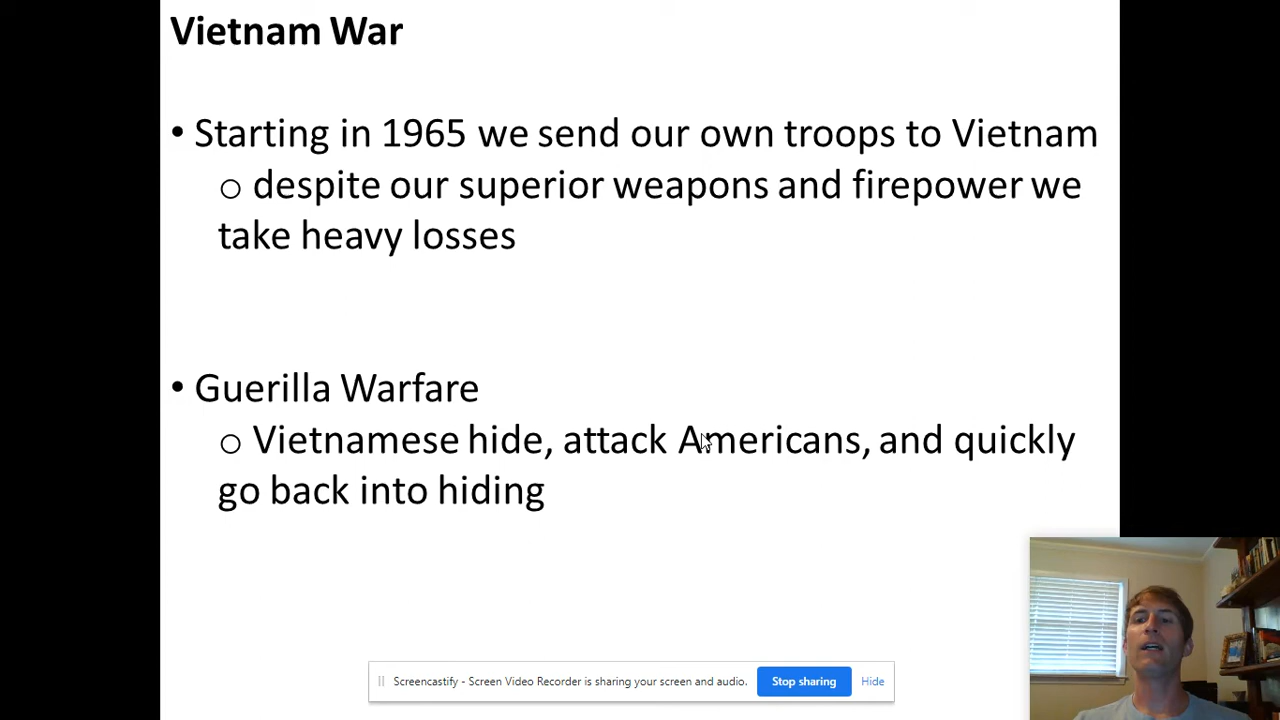 Vietnam War
• Starting in 1965 we send our own troops to Vietnam
o despite our superior weapons and firepower we
take heavy losses
• Guerilla Warfare
o Vietnamese hide, attack Americans, and quickly
go back into hiding
Screencastify - Screen Video Recorder is sharing your screen and audio.
Stop sharing
Hide